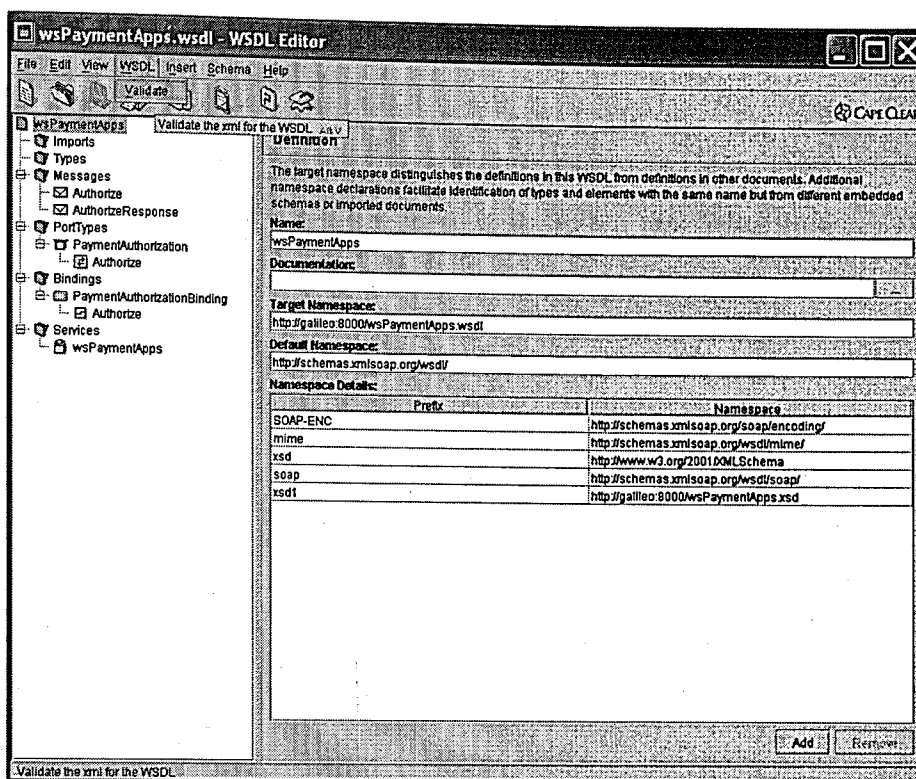 wsPaymentApps.wsdl - WSDL Editor
File Edit View WSDL Insert Schema Help
Validate
CAPE CLEAR
wsPaymentApps
Validate the xml for the WSDL
Imports
Types
Messages
Authorize
AuthorizeResponse
PortTypes
PaymentAuthorization
Authorize
Bindings
PaymentAuthorizationBinding
Authorize
Services
wsPaymentApps
Definition
The target namespace distinguishes the definitions in this WSDL from definitions in other documents. Additional
namespace declarations facilitate identification of types and elements with the same name but from different embedded
schemas or imported documents.
Name:
wsPaymentApps
Documentation:
...
Target Namespace:
http://galileo:8000/wsPaymentApps.wsdl
Default Namespace:
http://schemas.xmlsoap.org/wsdl/
Namespace Details:
Prefix Namespace
SOAP-ENC http://schemas.xmlsoap.org/soap/encoding/
mime http://schemas.xmlsoap.org/wsdl/mime/
xsd http://www.w3.org/2001/XMLSchema
soap http://schemas.xmlsoap.org/wsdl/soap/
xsd1 http://galileo:8000/wsPaymentApps.xsd
Add Remove
Validate the xml for the WSDL